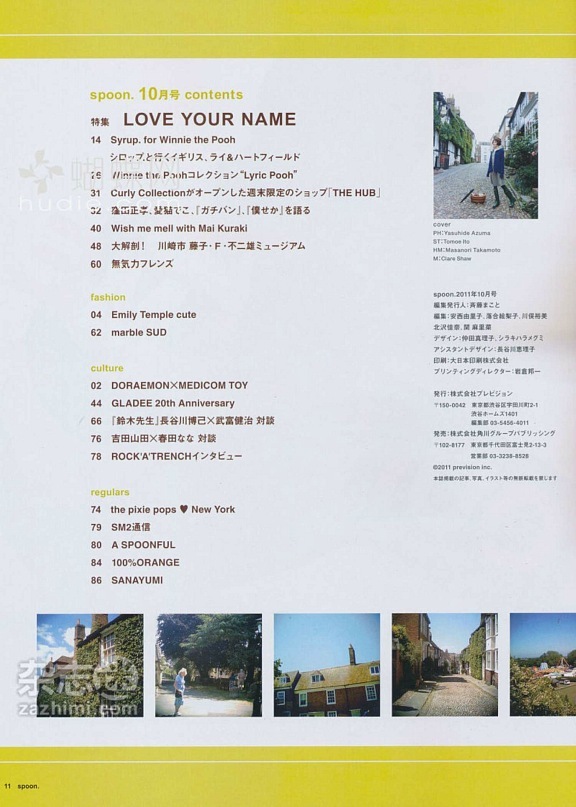 spoon. 10月号 contents
特集 LOVE YOUR NAME
14 Syrup. for Winnie the Pooh
シロップと行くイギリス、ライ&ハートフィールド
26 Winnie the Poohコレクション"Lyric Pooh"
31 Curly Collectionがオープンした週末限定のショップ「THE HUB」
32 窪田正孝、
「ガチバン」、「僕せか」を語る
40 Wish me mell with Mai Kuraki
48 大解剖! 川崎市 藤子・F・不二雄ミュージアム
60 無気力フレンズ
fashion
04 Emily Temple cute
62 marble SUD
culture
02 DORAEMON×MEDICOM TOY
44 GLADEE 20th Anniversary
66 『鈴木先生』長谷川博己×武富健治 対談
76 吉田山田×春田なな 対談
78 ROCK'A'TRENCHインタビュー
regulars
74 the pixie pops ♥ New York
79 SM2通信
80 A SPOONFUL
84 100%ORANGE
86 SANAYUMI
cover
PH:Yasuhide Azuma
ST:Tomoe Ito
HM:Masanori Takamoto
M:Clare Shaw
spoon.2011年10月号
編集発行人:斉藤まこと
編集:安西由里子、落合絵梨子、川俣裕美
北沢佳奈、関 麻里菜
デザイン:仲田真理子、シラキハラメグミ
アシスタントデザイン:長谷川恵理子
印刷:大日本印刷株式会社
プリンティングディレクター:岩倉邦一
発行:株式会社プレビジョン
〒150-0042 東京都渋谷区宇田川町2-1
渋谷ホームズ1401
編集部 03-5456-4011
発売:株式会社角川グループパブリッシング
〒102-8177 東京都千代田区富士見2-13-3
営業部 03-3238-8528
©2011 prevision inc.
本誌掲載の記事、写真、イラスト等の無断転載を禁じます
杂志迷
zazhimi.com
11 spoon.